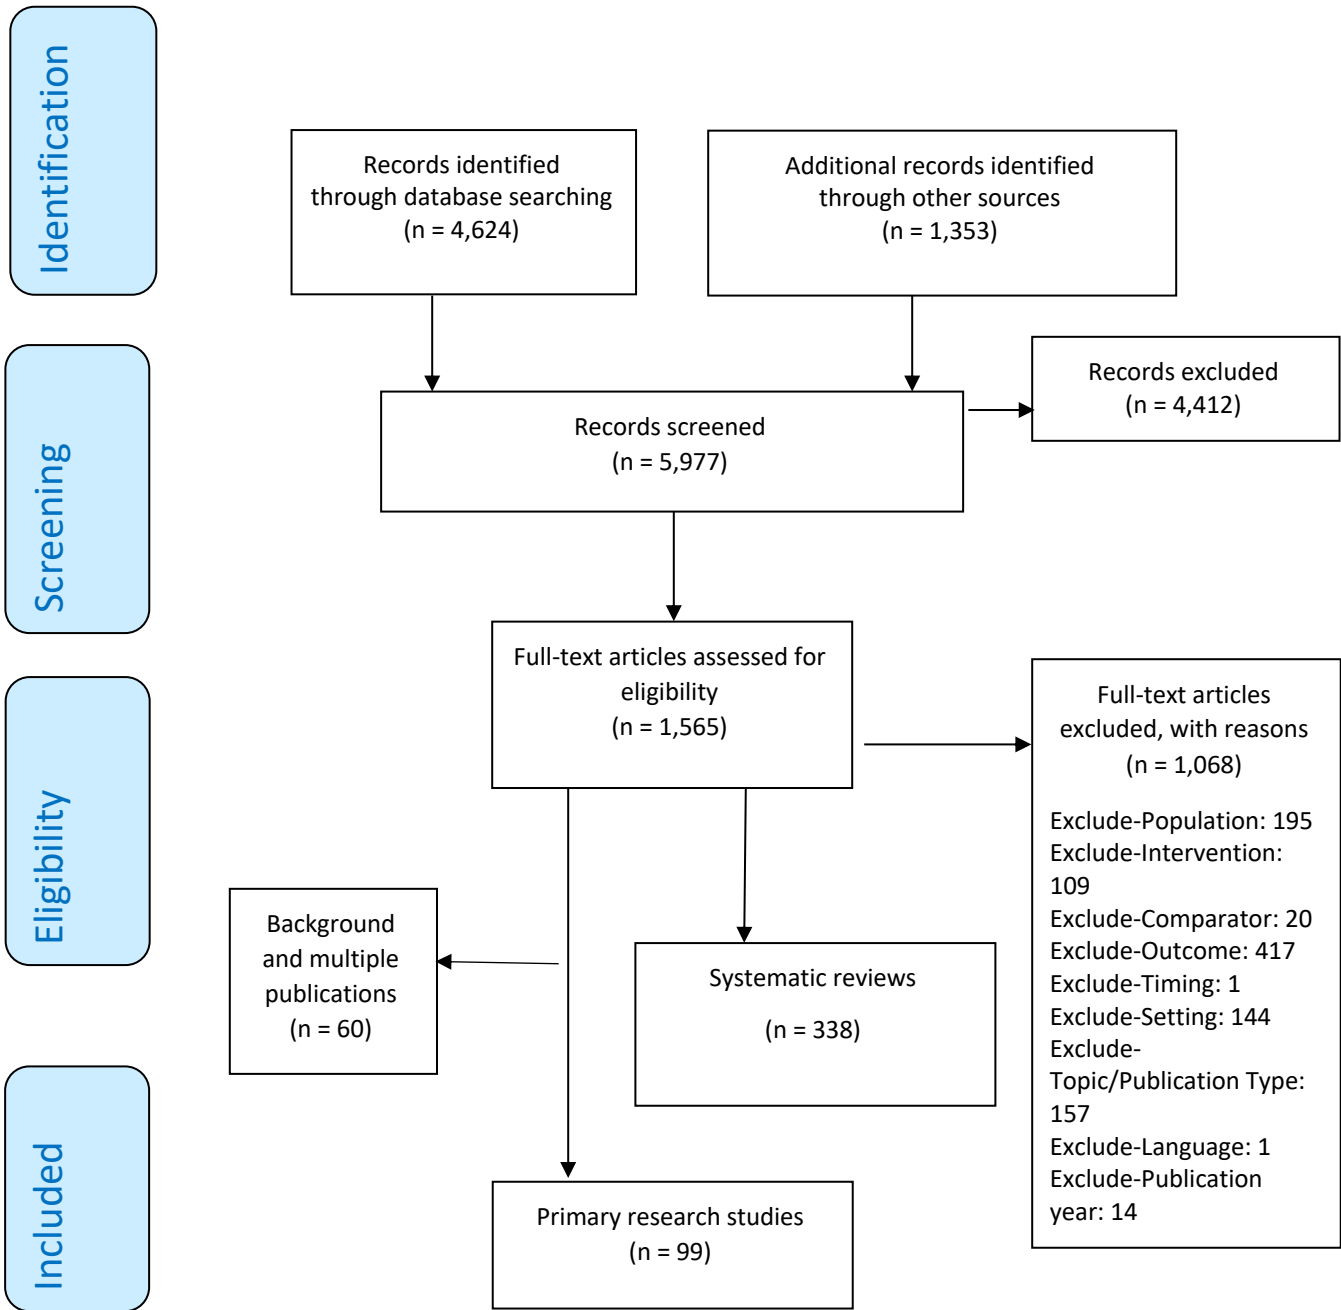 Identification
Records identified
through database searching
(n = 4,624)
Additional records identified
through other sources
(n = 1,353)
Screening
Records screened
(n = 5,977)
Records excluded
(n = 4,412)
Eligibility
Full-text articles assessed for
eligibility
(n = 1,565)
Full-text articles
excluded, with reasons
(n = 1,068)
Exclude-Population: 195
Exclude-Intervention:
109
Exclude-Comparator: 20
Exclude-Outcome: 417
Exclude-Timing: 1
Exclude-Setting: 144
Exclude-
Topic/Publication Type:
157
Exclude-Language: 1
Exclude-Publication
year: 14
Background
and multiple
publications
(n = 60)
Systematic reviews
(n = 338)
Included
Primary research studies
(n = 99)